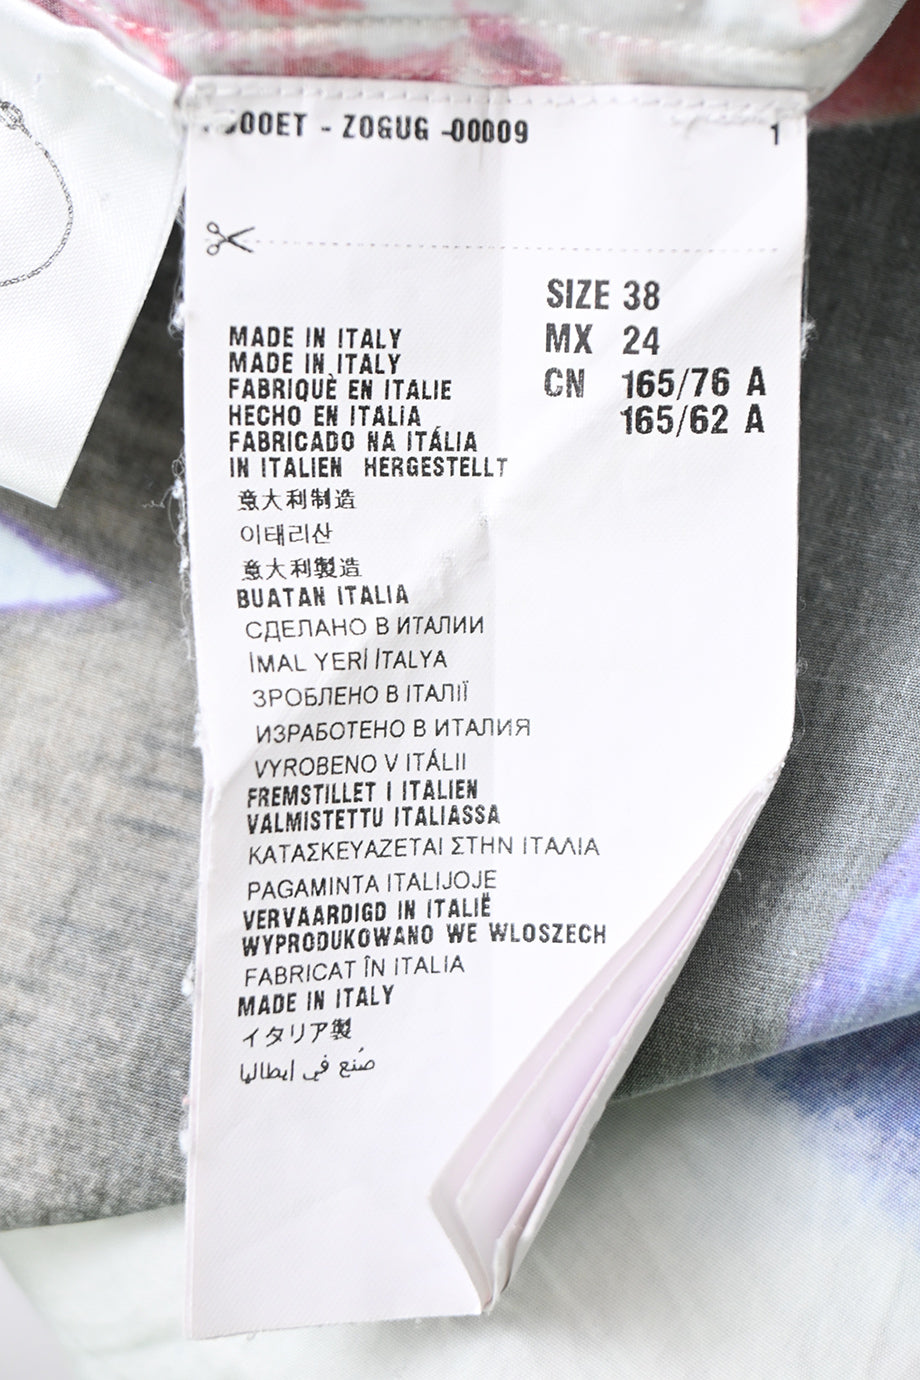 00ET - ZOGUG -00009 1
SIZE 38
MX 24
CN 165/76 A
165/62 A
MADE IN ITALY
MADE IN ITALY
FABRIQUÈ EN ITALIE
HECHO EN ITALIA
FABRICADO NA ITÁLIA
IN ITALIEN HERGESTELLT
意大利制造
이태리산
意大利製造
BUATAN ITALIA
СДЕЛАНО В ИТАЛИИ
İMAL YERİ İTALYA
ЗРОБЛЕНО В ІТАЛІЇ
ИЗРАБОТЕНО В ИТАЛИЯ
VYROBENO V ITÁLII
FREMSTILLET I ITALIEN
VALMISTETTU ITALIASSA
ΚΑΤΑΣΚΕΥΑΖΕΤΑΙ ΣΤΗΝ ΙΤΑΛΙΑ
PAGAMINTA ITALIJOJE
VERVAARDIGD IN ITALIË
WYPRODUKOWANO WE WLOSZECH
FABRICAT ÎN ITALIA
MADE IN ITALY
イタリア製
صُنع في ايطاليا